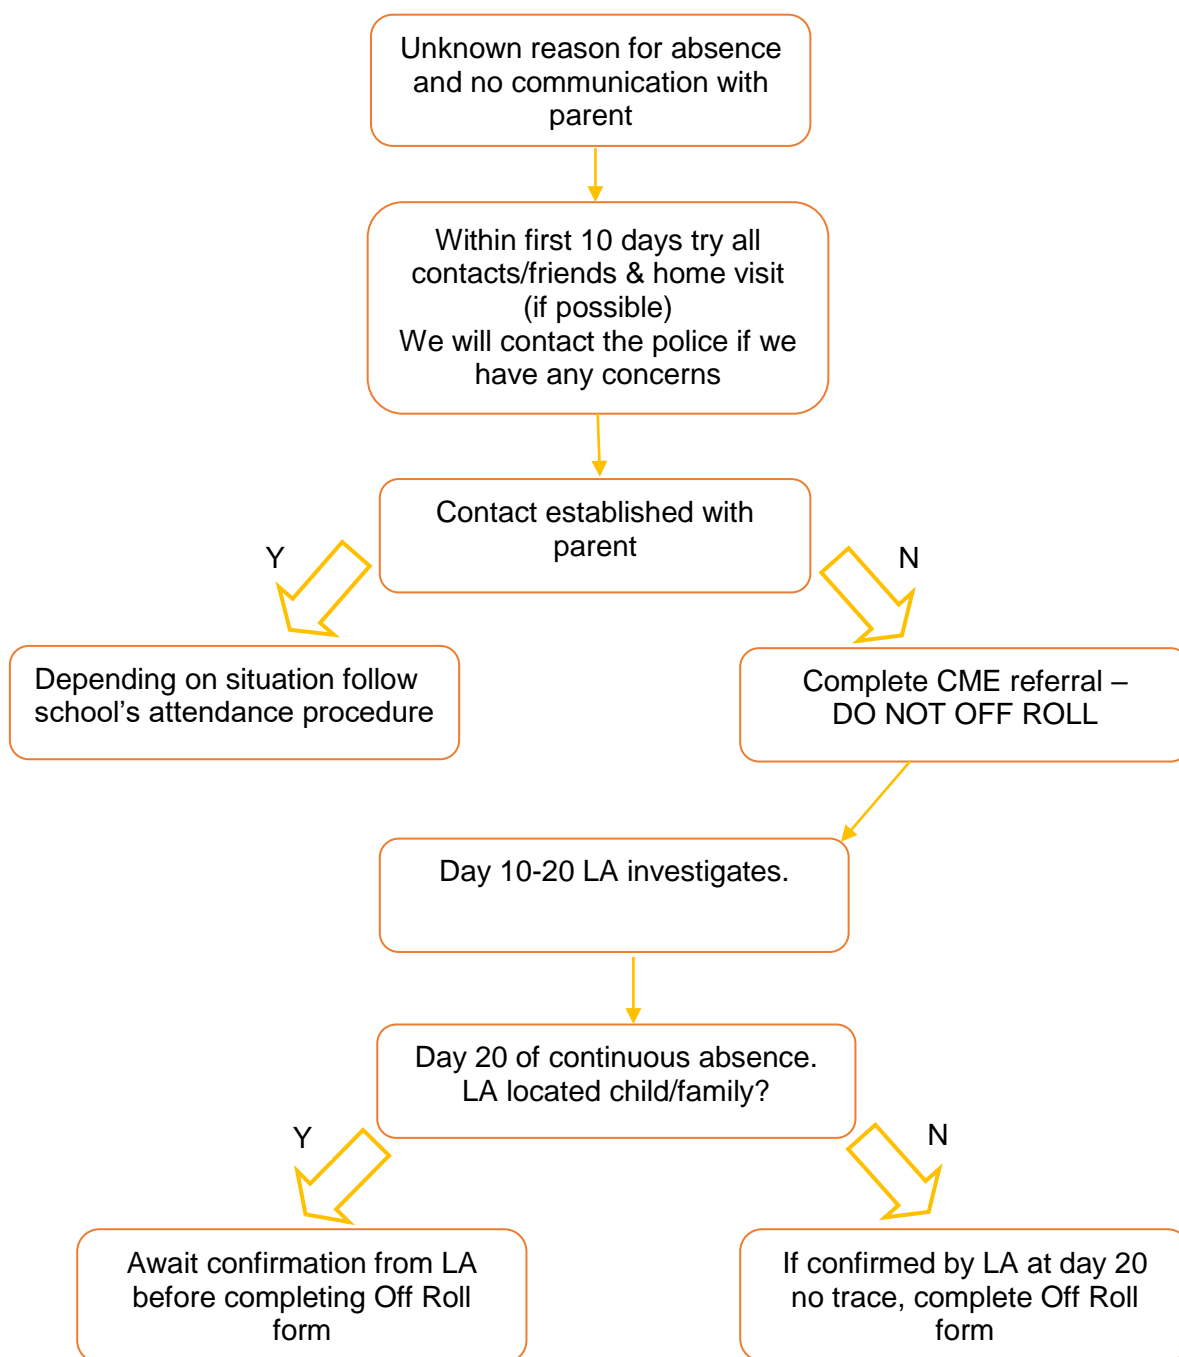 Unknown reason for absence
and no communication with
parent
Within first 10 days try all
contacts/friends & home visit
(if possible)
We will contact the police if we
have any concerns
Contact established with
parent
Y
N
Depending on situation follow
school’s attendance procedure
Complete CME referral –
DO NOT OFF ROLL
Day 10-20 LA investigates.
Day 20 of continuous absence.
LA located child/family?
Y
N
Await confirmation from LA
before completing Off Roll
form
If confirmed by LA at day 20
no trace, complete Off Roll
form